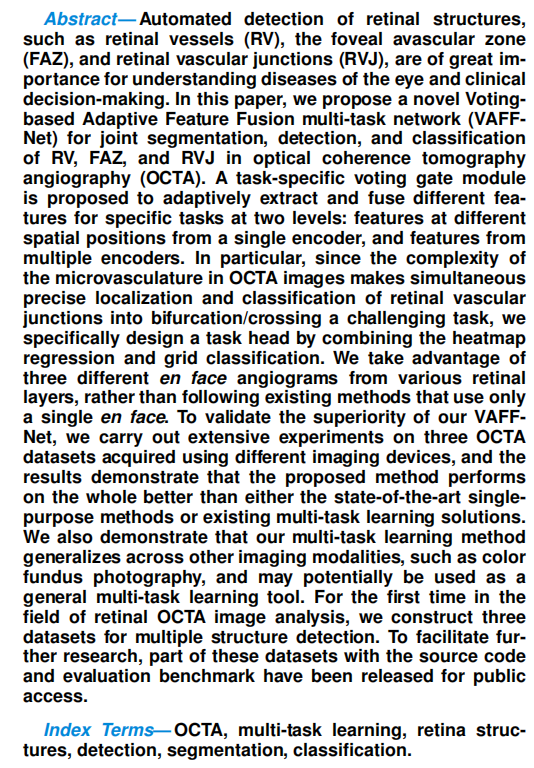 Abstract—Automated detection of retinal structures,
such as retinal vessels (RV), the foveal avascular zone
(FAZ), and retinal vascular junctions (RVJ), are of great im-
portance for understanding diseases of the eye and clinical
decision-making. In this paper, we propose a novel Voting-
based Adaptive Feature Fusion multi-task network (VAFF-
Net) for joint segmentation, detection, and classification
of RV, FAZ, and RVJ in optical coherence tomography
angiography (OCTA). A task-specific voting gate module
is proposed to adaptively extract and fuse different fea-
tures for specific tasks at two levels: features at different
spatial positions from a single encoder, and features from
multiple encoders. In particular, since the complexity of
the microvasculature in OCTA images makes simultaneous
precise localization and classification of retinal vascular
junctions into bifurcation/crossing a challenging task, we
specifically design a task head by combining the heatmap
regression and grid classification. We take advantage of
three different en face angiograms from various retinal
layers, rather than following existing methods that use only
a single en face. To validate the superiority of our VAFF-
Net, we carry out extensive experiments on three OCTA
datasets acquired using different imaging devices, and the
results demonstrate that the proposed method performs
on the whole better than either the state-of-the-art single-
purpose methods or existing multi-task learning solutions.
We also demonstrate that our multi-task learning method
generalizes across other imaging modalities, such as color
fundus photography, and may potentially be used as a
general multi-task learning tool. For the first time in the
field of retinal OCTA image analysis, we construct three
datasets for multiple structure detection. To facilitate fur-
ther research, part of these datasets with the source code
and evaluation benchmark have been released for public
access.
Index Terms—OCTA, multi-task learning, retina struc-
tures, detection, segmentation, classification.